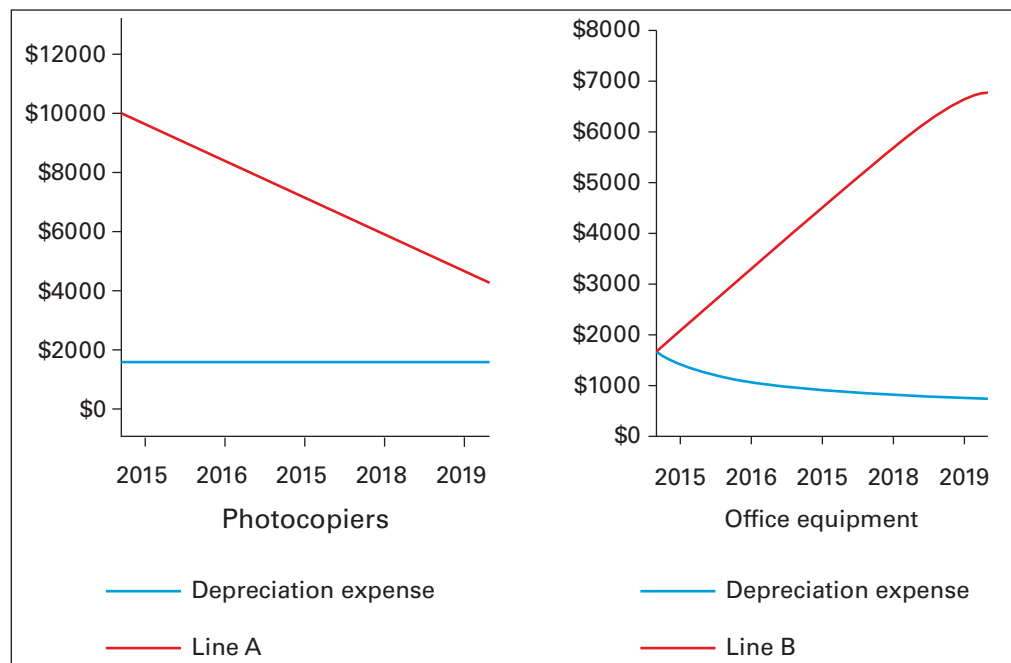 $12000
$10000
$8000
$6000
$4000
$2000
$0
2015 2016 2015 2018 2019
Photocopiers
Depreciation expense
Line A
$8000
$7000
$6000
$5000
$4000
$3000
$2000
$1000
$0
2015 2016 2015 2018 2019
Office equipment
Depreciation expense
Line B